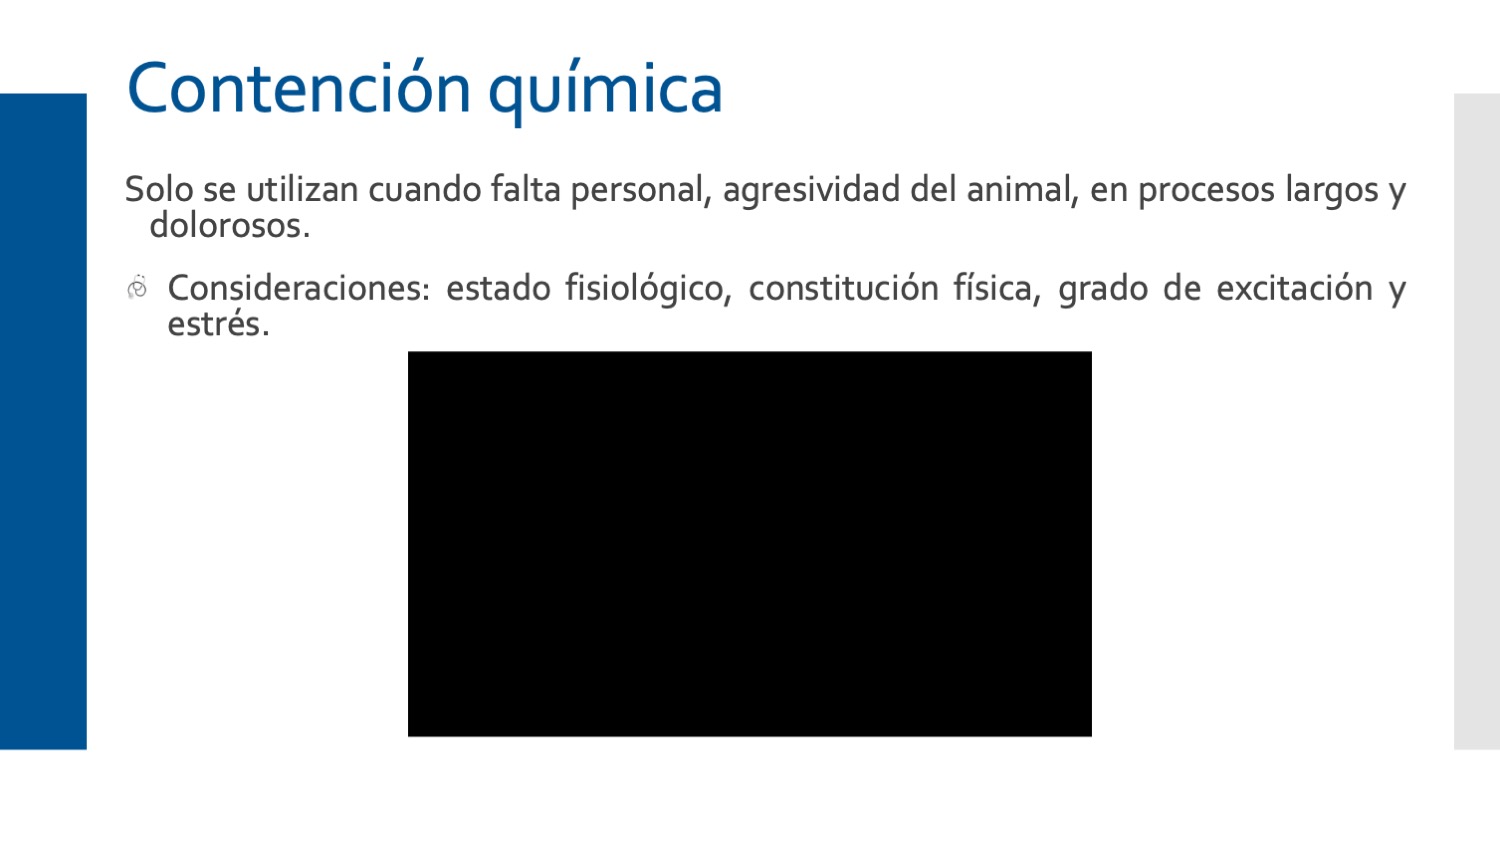 Contención química
Solo se utilizan cuando falta personal, agresividad del animal, en procesos largos y
dolorosos.
Consideraciones: estado fisiológico, constitución física, grado de excitación y
estrés.